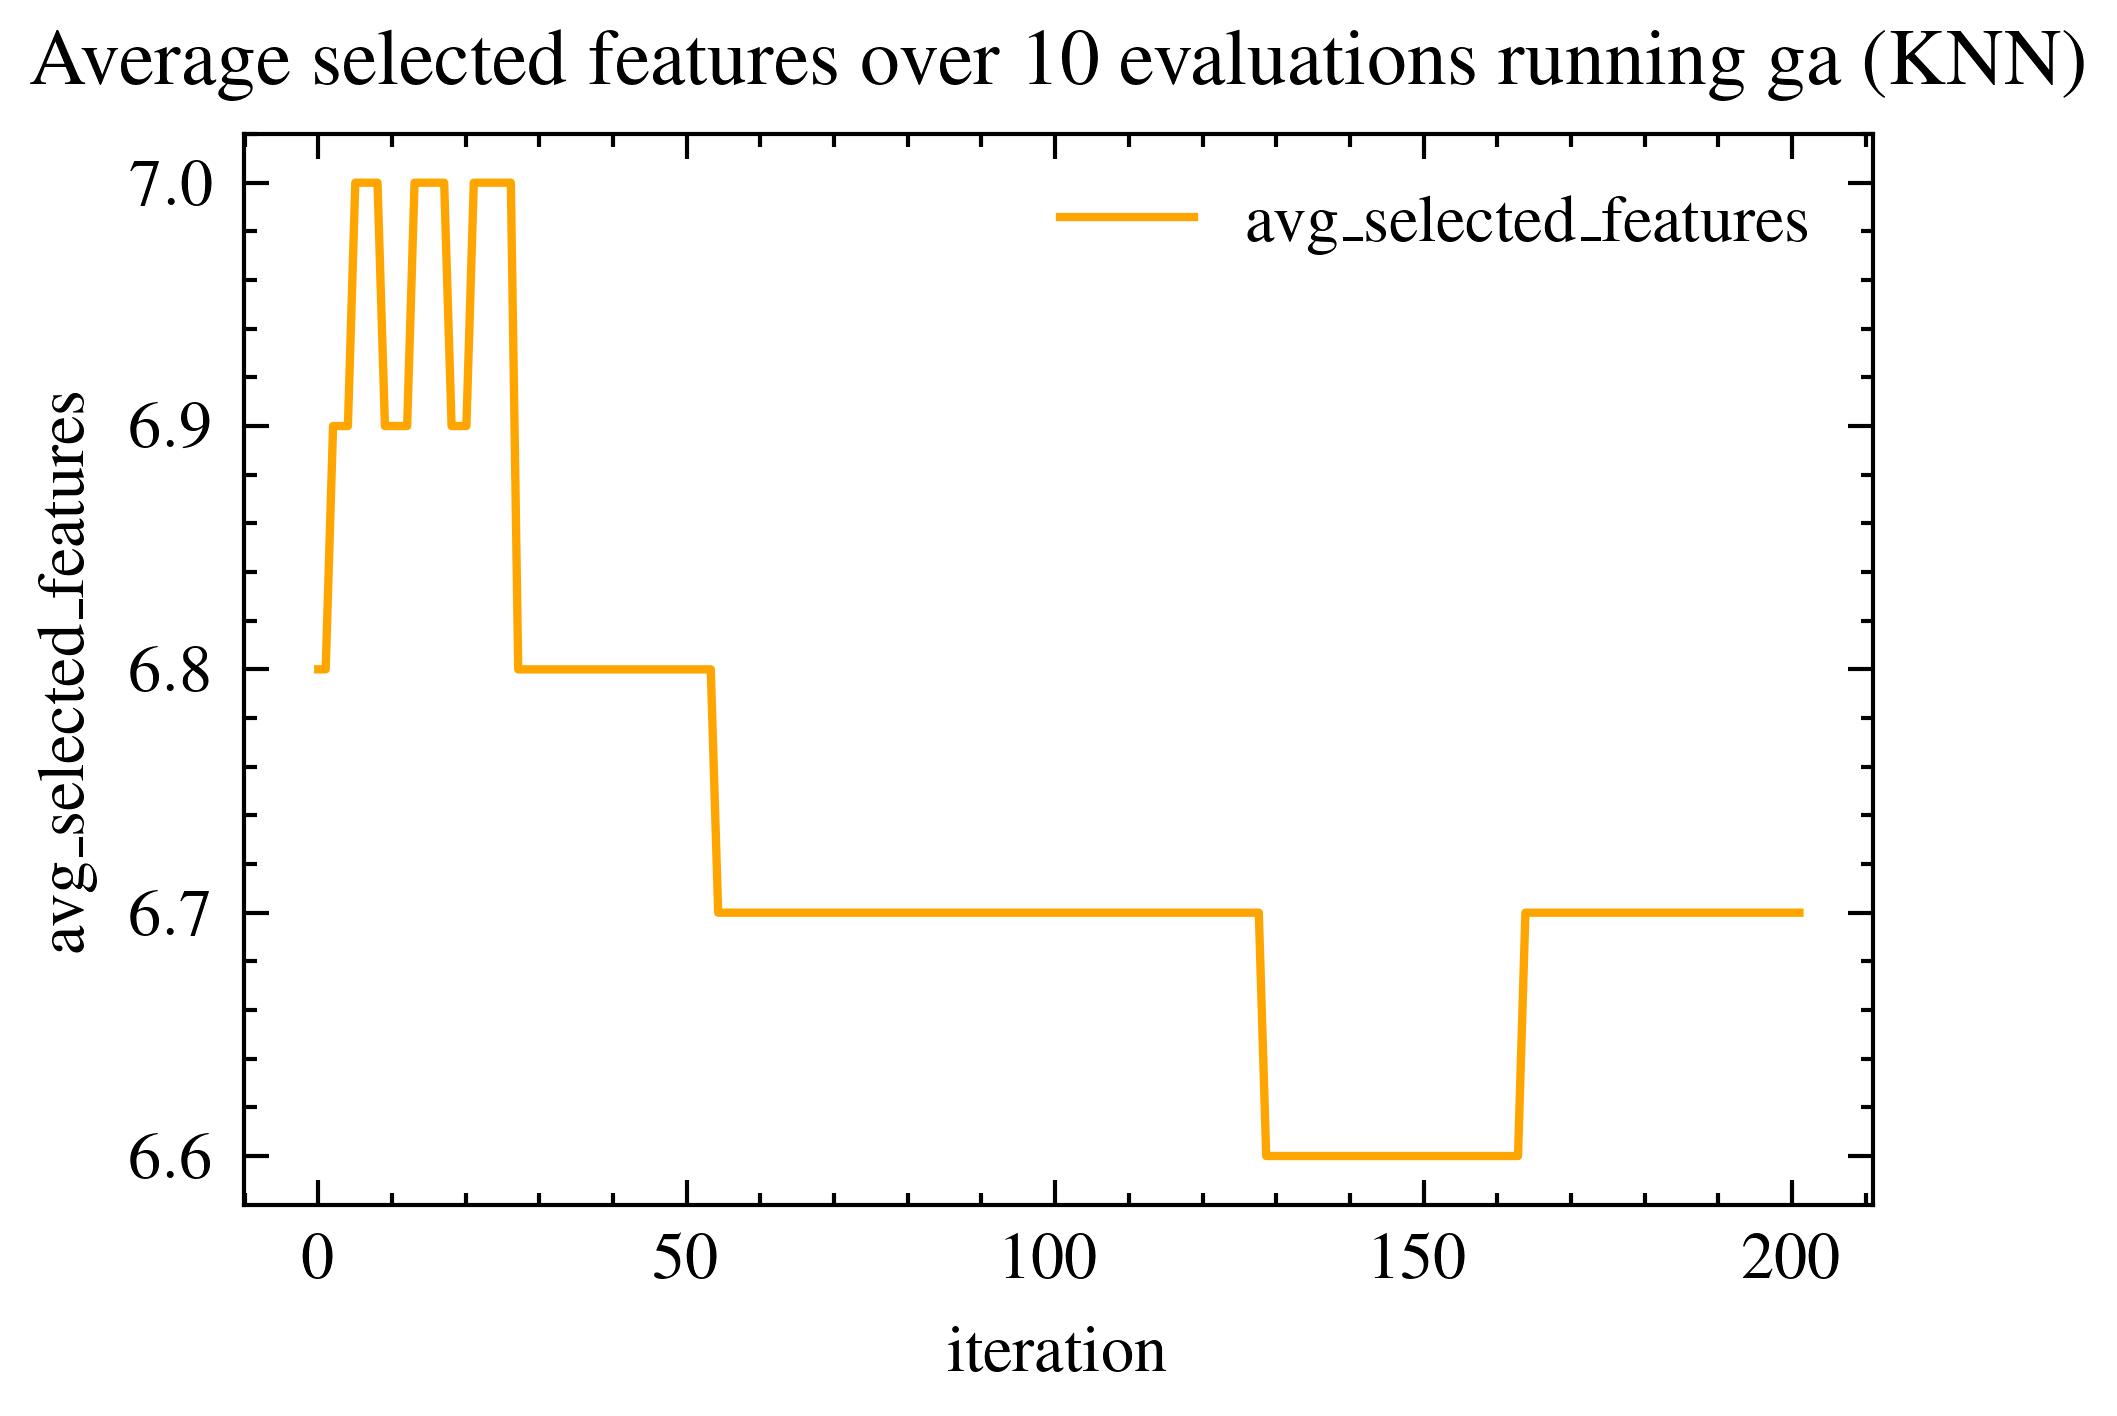 Average selected features over 10 evaluations running ga (KNN)
avg_selected_features
7.0
6.9
6.8
6.7
6.6
avg_selected_features
0 50 100 150 200
iteration